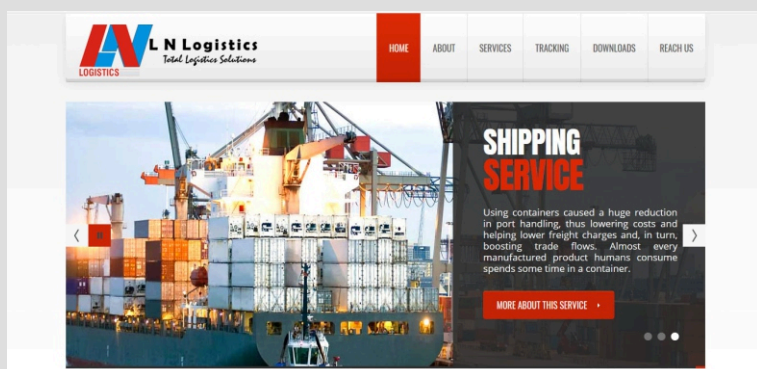 L N Logistics
Total Logistics Solutions
LOGISTICS
HOME
ABOUT
SERVICES
TRACKING
DOWNLOADS
REACH US
SHIPPING
SERVICE
Using containers caused a huge reduction
in port handling, thus lowering costs and
helping lower freight charges and, in turn,
boosting trade flows. Almost every
manufactured product humans consume
spends some time in a container.
MORE ABOUT THIS SERVICE